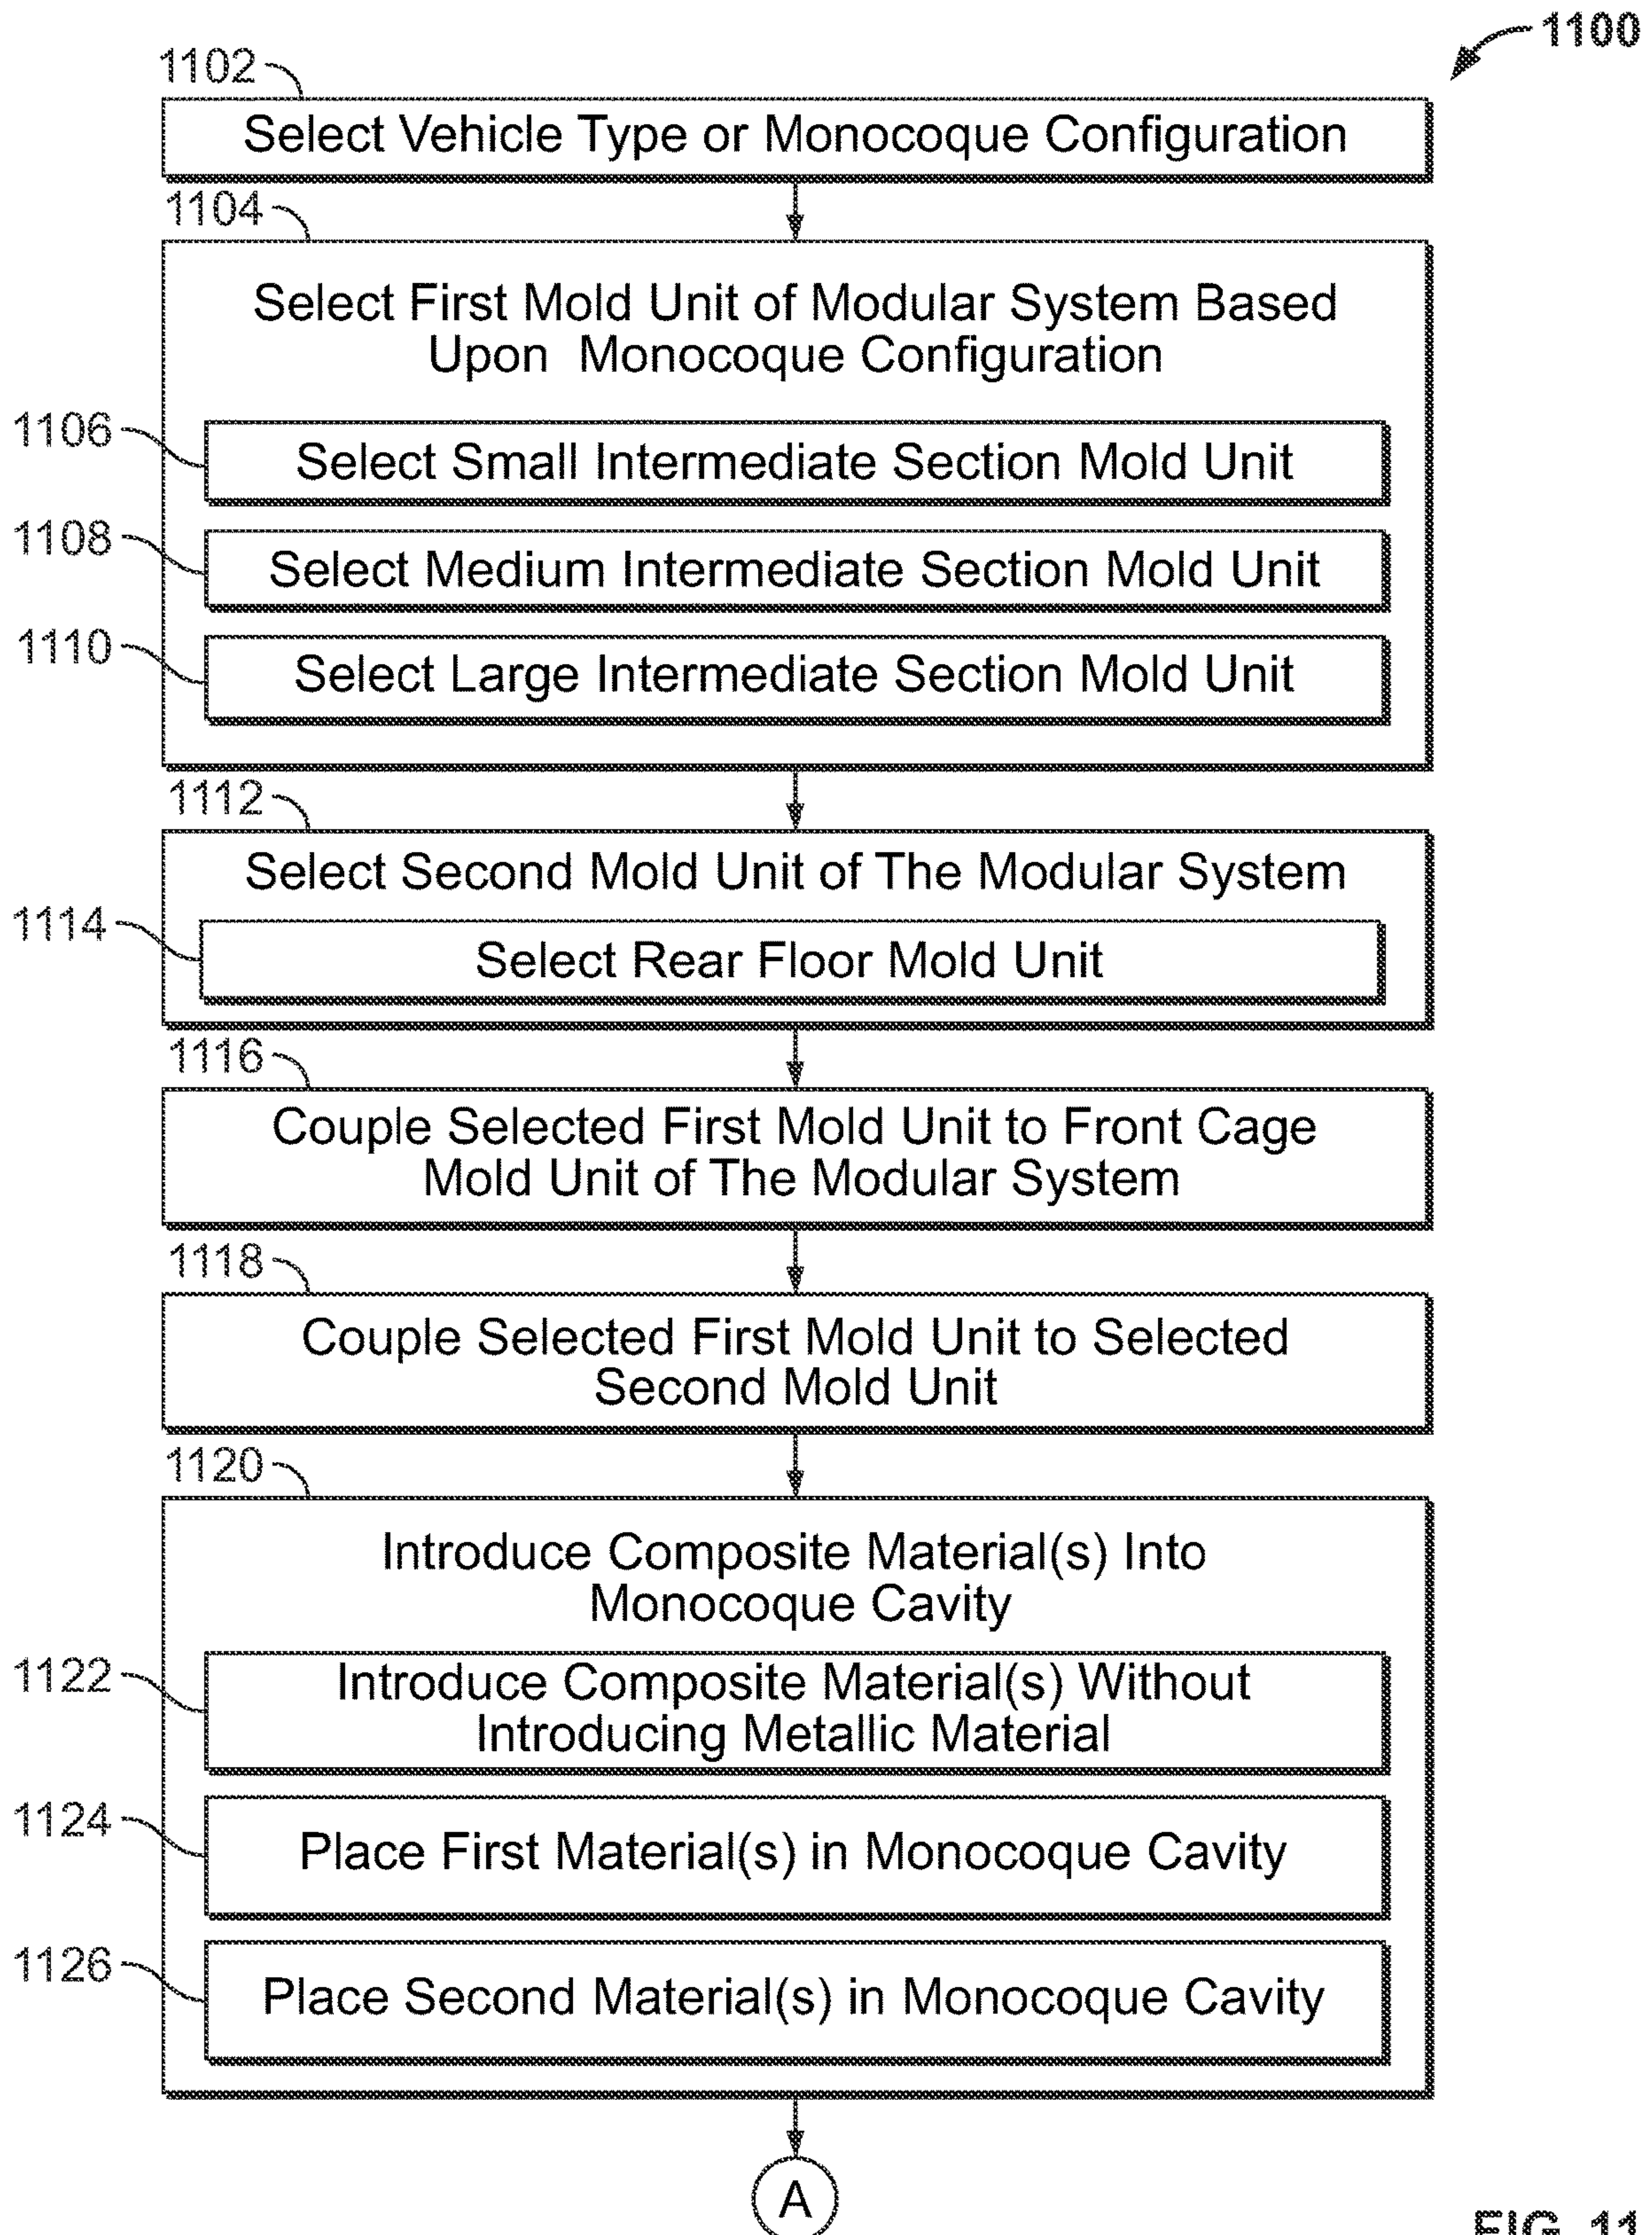 1100
1102
Select Vehicle Type or Monocoque Configuration
1104
Select First Mold Unit of Modular System Based
Upon Monocoque Configuration
1106
Select Small Intermediate Section Mold Unit
1108
Select Medium Intermediate Section Mold Unit
1110
Select Large Intermediate Section Mold Unit
1112
Select Second Mold Unit of The Modular System
1114
Select Rear Floor Mold Unit
1116
Couple Selected First Mold Unit to Front Cage
Mold Unit of The Modular System
1118
Couple Selected First Mold Unit to Selected
Second Mold Unit
1120
Introduce Composite Material(s) Into
Monocoque Cavity
1122
Introduce Composite Material(s) Without
Introducing Metallic Material
1124
Place First Material(s) in Monocoque Cavity
1126
Place Second Material(s) in Monocoque Cavity
A
FIG. 11